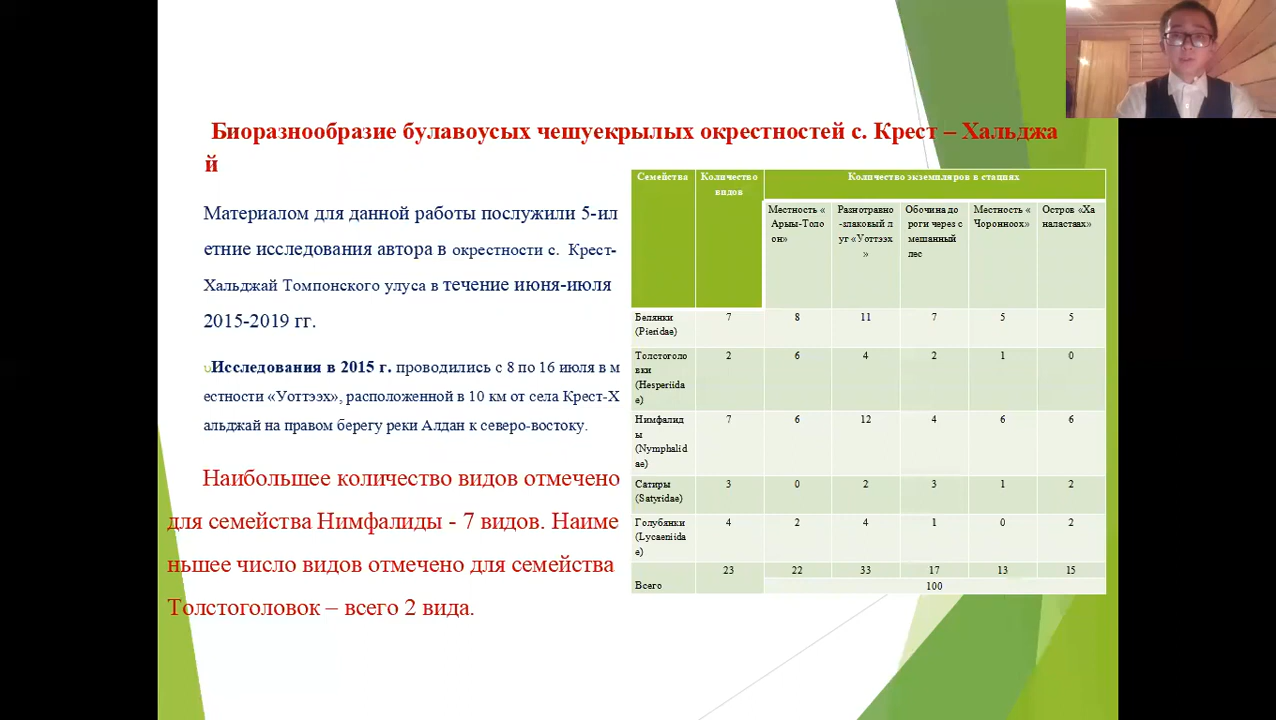 Биоразнообразие булавоусых чешуекрылых окрестностей с. Крест – Хальджа
й
Материалом для данной работы послужили 5-ил
етние исследования автора в окрестности с. Крест-
Хальджай Томпонского улуса в течение июня-июля
2015-2019 гг.
Исследования в 2015 г. проводились с 8 по 16 июля в м
естности «Уоттээх», расположенной в 10 км от села Крест-Х
альджай на правом берегу реки Алдан к северо-востоку.
Наибольшее количество видов отмечено
для семейства Нимфалиды - 7 видов. Наиме
ньшее число видов отмечено для семейства
Толстоголовок – всего 2 вида.
Семейства Количество Количество экземпляров в стациях
видов
Местность « Разнотравно Обочина до Местность « Остров «Ха
Арыы-Толо -злаковый л роги через с Чоронноох» наластаах»
он» уг «Уоттээх мешанный
» лес
Белянки 7 8 11 7 5 5
(Pieridae)
Толстоголо 2 6 4 2 1 0
вки
(Hesperiida
e)
Нимфалид 7 6 12 4 6 6
ы
(Nymphalid
ae)
Сатиры 3 0 2 3 1 2
(Satyridae)
Голубянки 4 2 4 1 0 2
(Lycaeniida
e)
23 22 33 17 13 15
Всего 100